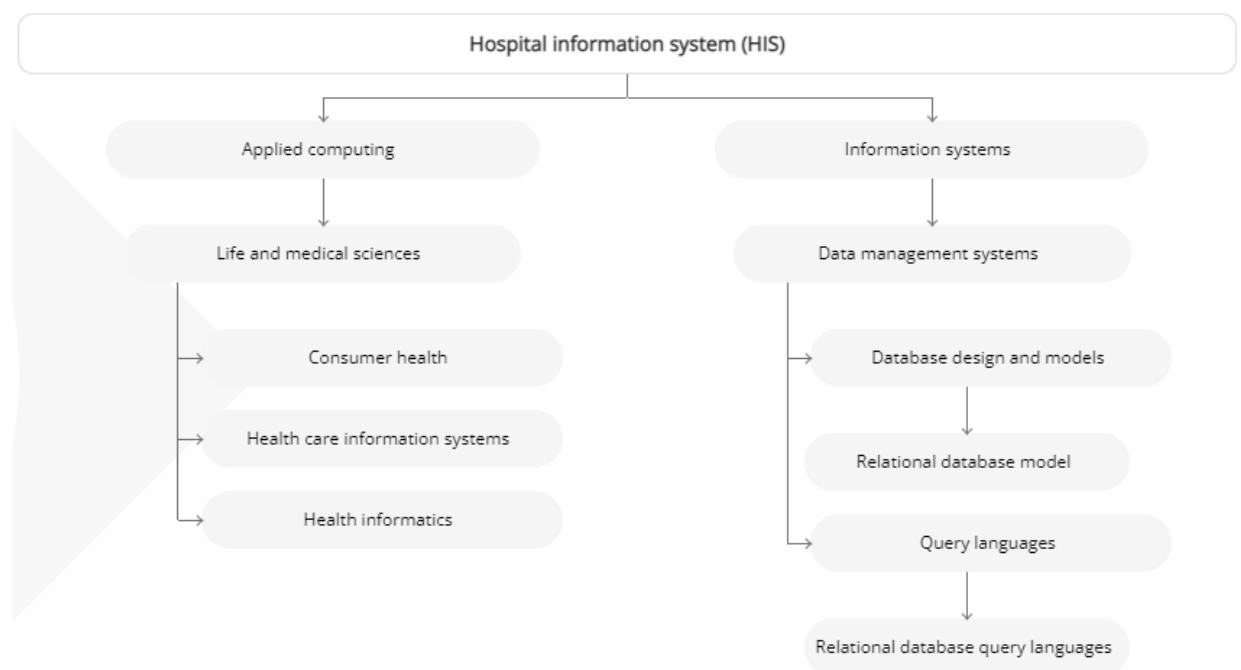 Hospital information system (HIS)
Applied computing
Life and medical sciences
Consumer health
Health care information systems
Health informatics
Information systems
Data management systems
Database design and models
Relational database model
Query languages
Relational database query languages